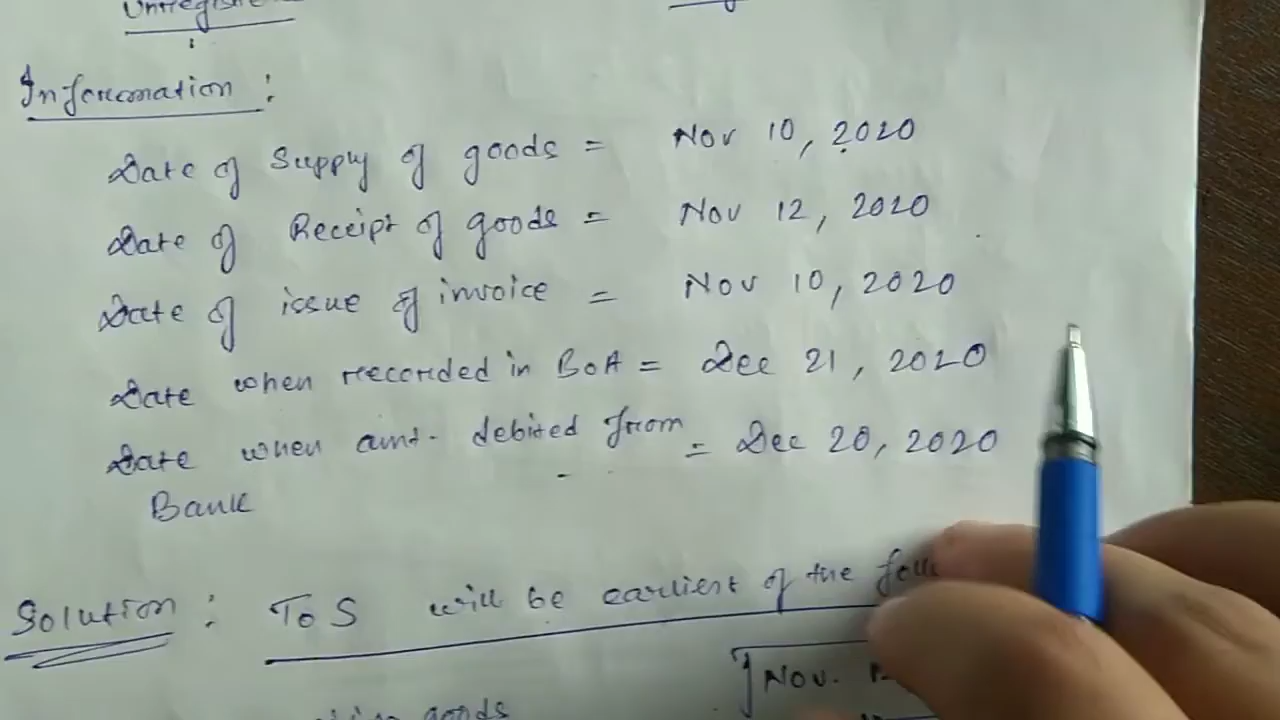 Information :
Date of Supply of goods = Nov 10, 2020
Date of Receipt of goods = Nov 12, 2020
Date of issue of invoice = Nov 10, 2020
Date when recorded in BoA = Dec 21, 2020
Date when amt. debited from = Dec 20, 2020
Bank
Solution : ToS will be earliest of the
Nov.
goods